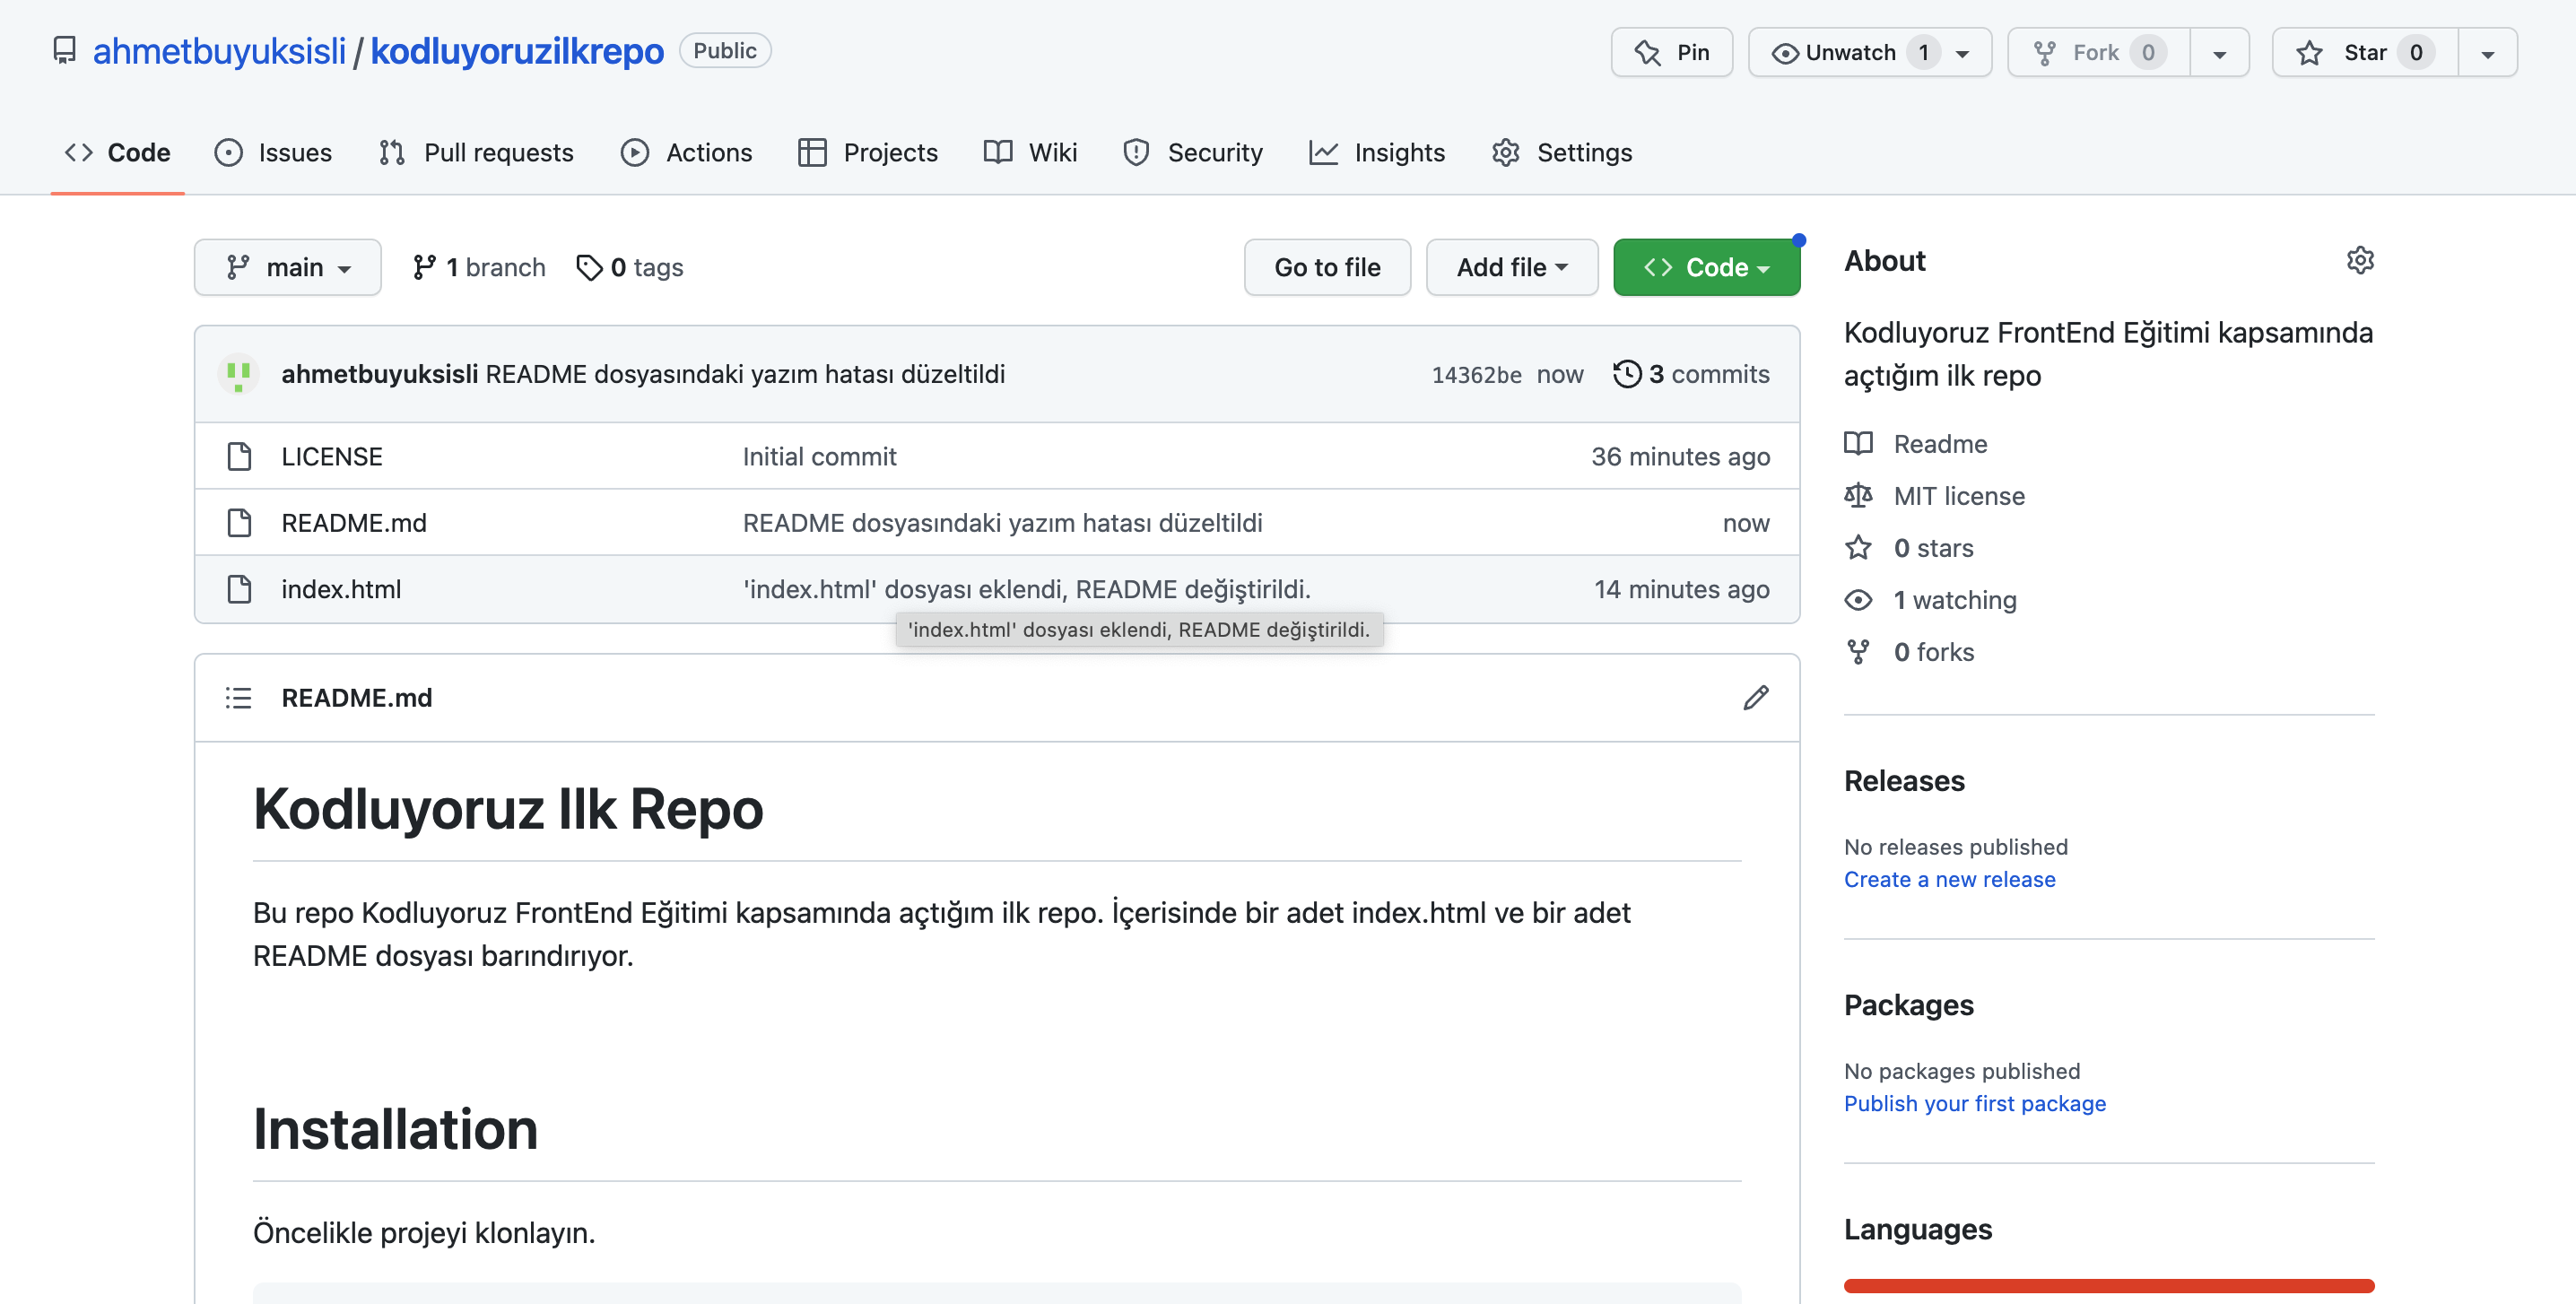 ahmetbuyuksisli / kodluyoruzilkrepo Public
Pin Unwatch 1 Fork 0 Star 0
Code Issues Pull requests Actions Projects Wiki Security Insights Settings
main 1 branch 0 tags Go to file Add file Code
ahmetbuyuksisli README dosyasındaki yazım hatası düzeltildi 14362be now 3 commits
LICENSE Initial commit 36 minutes ago
README.md README dosyasındaki yazım hatası düzeltildi now
index.html 'index.html' dosyası eklendi, README değiştirildi. 14 minutes ago
'index.html' dosyası eklendi, README değiştirildi.
README.md
Kodluyoruz Ilk Repo
Bu repo Kodluyoruz FrontEnd Eğitimi kapsamında açtığım ilk repo. İçerisinde bir adet index.html ve bir adet
README dosyası barındırıyor.
Installation
Öncelikle projeyi klonlayın.
About
Kodluyoruz FrontEnd Eğitimi kapsamında
açtığım ilk repo
Readme
MIT license
0 stars
1 watching
0 forks
Releases
No releases published
Create a new release
Packages
No packages published
Publish your first package
Languages